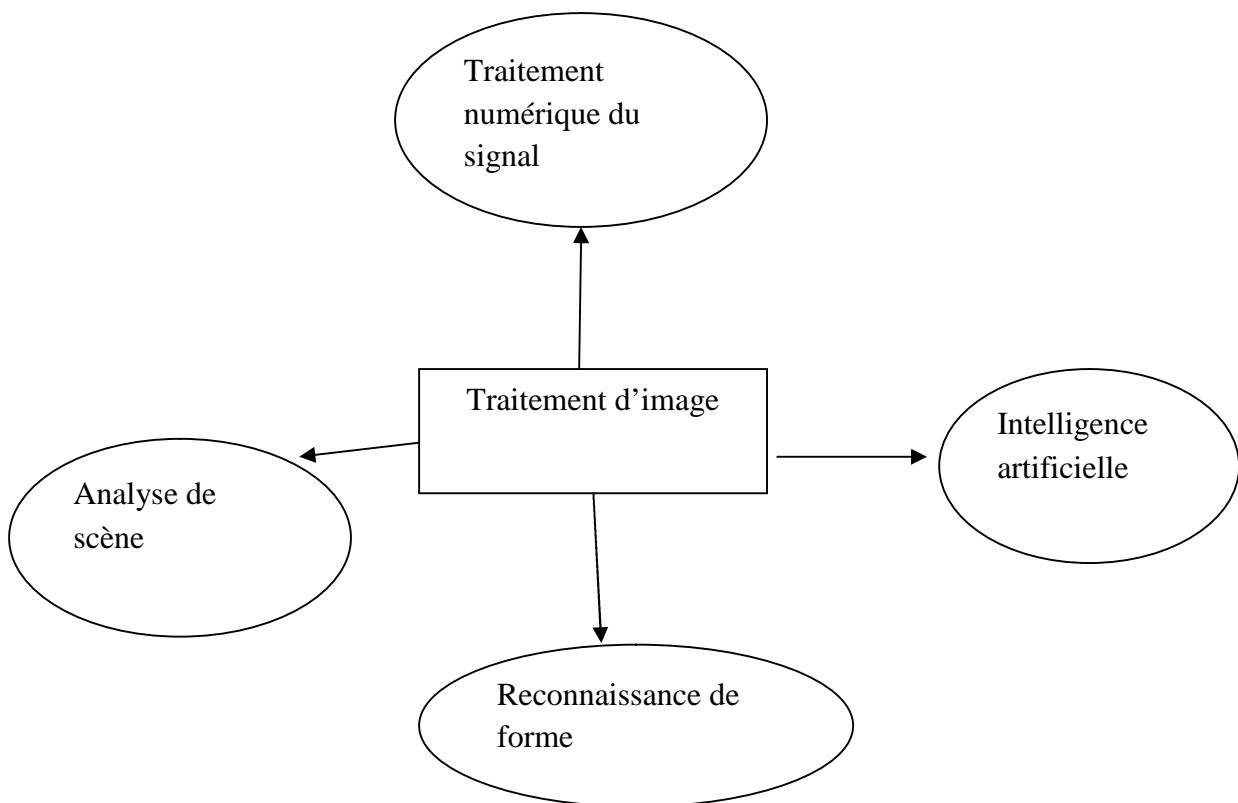 Traitement
numérique du
signal
Traitement d’image
Intelligence
artificielle
Analyse de
scène
Reconnaissance de
forme